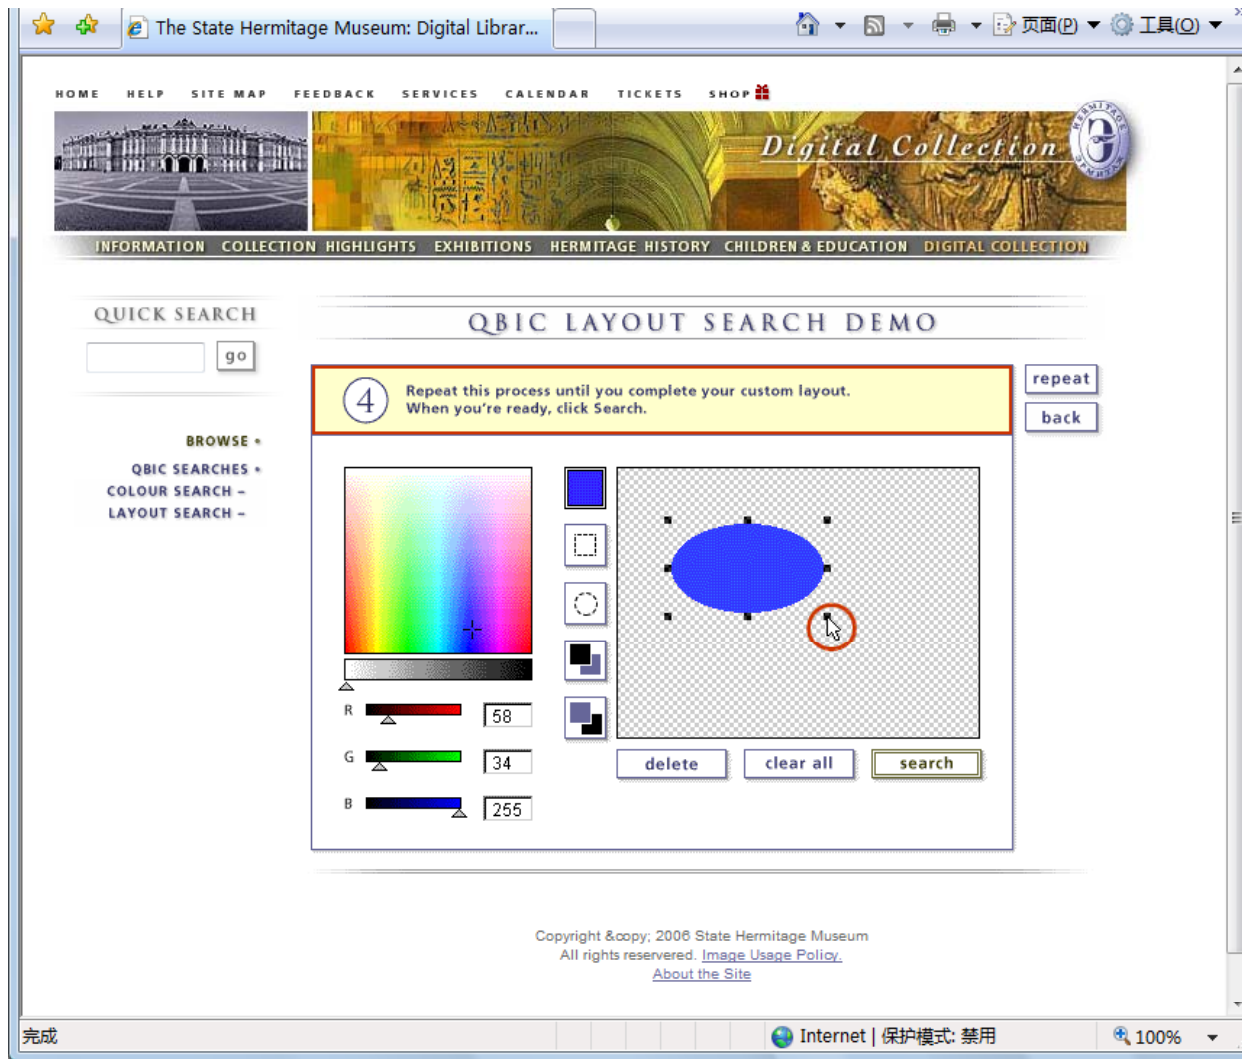 The State Hermitage Museum: Digital Librar...
页面(P)
工具(O)
HOME HELP SITE MAP FEEDBACK SERVICES CALENDAR TICKETS SHOP
Digital Collection
HERMITAGE
INFORMATION COLLECTION HIGHLIGHTS EXHIBITIONS HERMITAGE HISTORY CHILDREN & EDUCATION DIGITAL COLLECTION
QUICK SEARCH
go
BROWSE
QBIC SEARCHES
COLOUR SEARCH –
LAYOUT SEARCH –
QBIC LAYOUT SEARCH DEMO
4
Repeat this process until you complete your custom layout.
When you're ready, click Search.
repeat
back
R 58
G 34
B 255
delete clear all search
Copyright &copy; 2006 State Hermitage Museum
All rights reservered. Image Usage Policy.
About the Site
完成
Internet | 保护模式: 禁用
100%